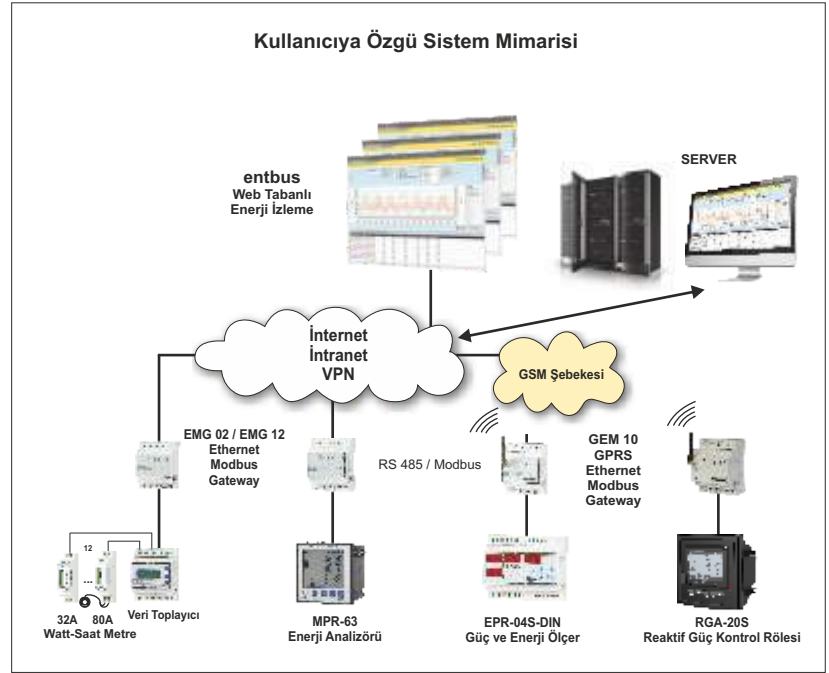 Kullanıcıya Özgü Sistem Mimarisi
entbus
Web Tabanlı
Enerji İzleme
SERVER
İnternet
İntranet
VPN
GSM Şebekesi
EMG 02 / EMG 12
Ethernet
Modbus
Gateway
RS 485 / Modbus
GEM 10
GPRS
Ethernet
Modbus
Gateway
12
...
32A 80A
Watt-Saat Metre
Veri Toplayıcı
MPR-63
Enerji Analizörü
EPR-04S-DIN
Güç ve Enerji Ölçer
RGA-20S
Reaktif Güç Kontrol Rölesi